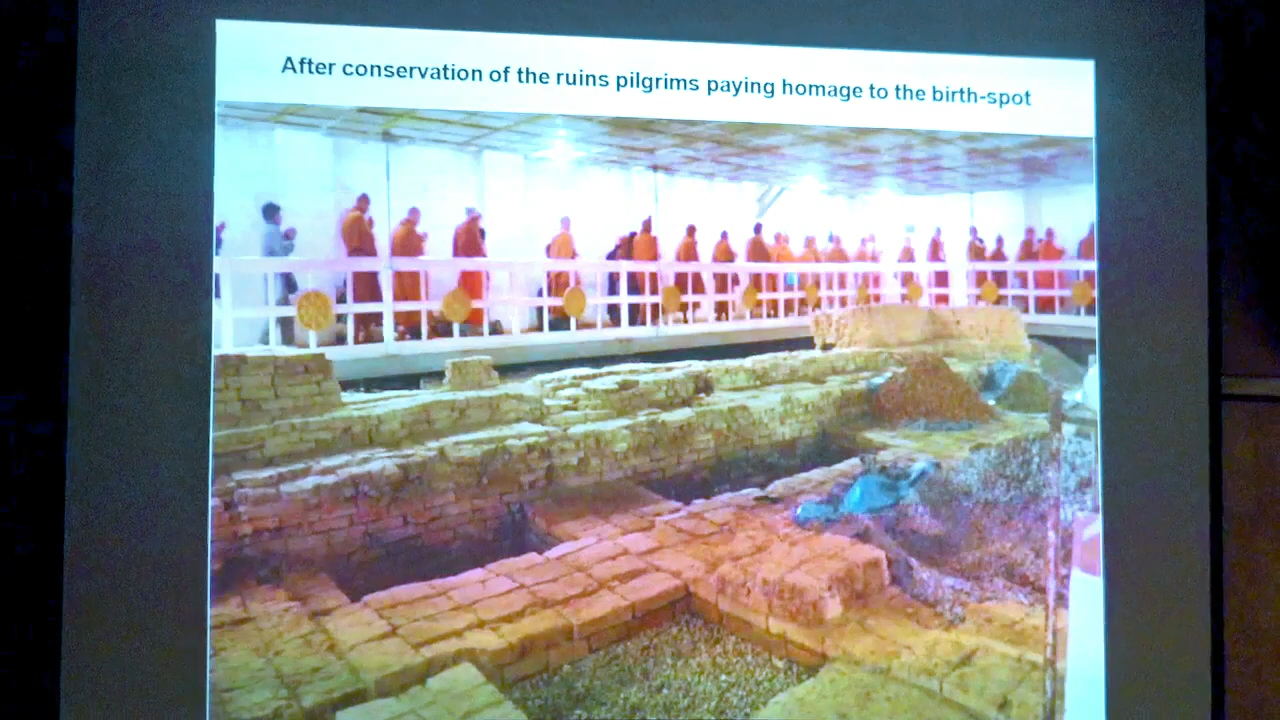 After conservation of the ruins pilgrims paying homage to the birth-spot